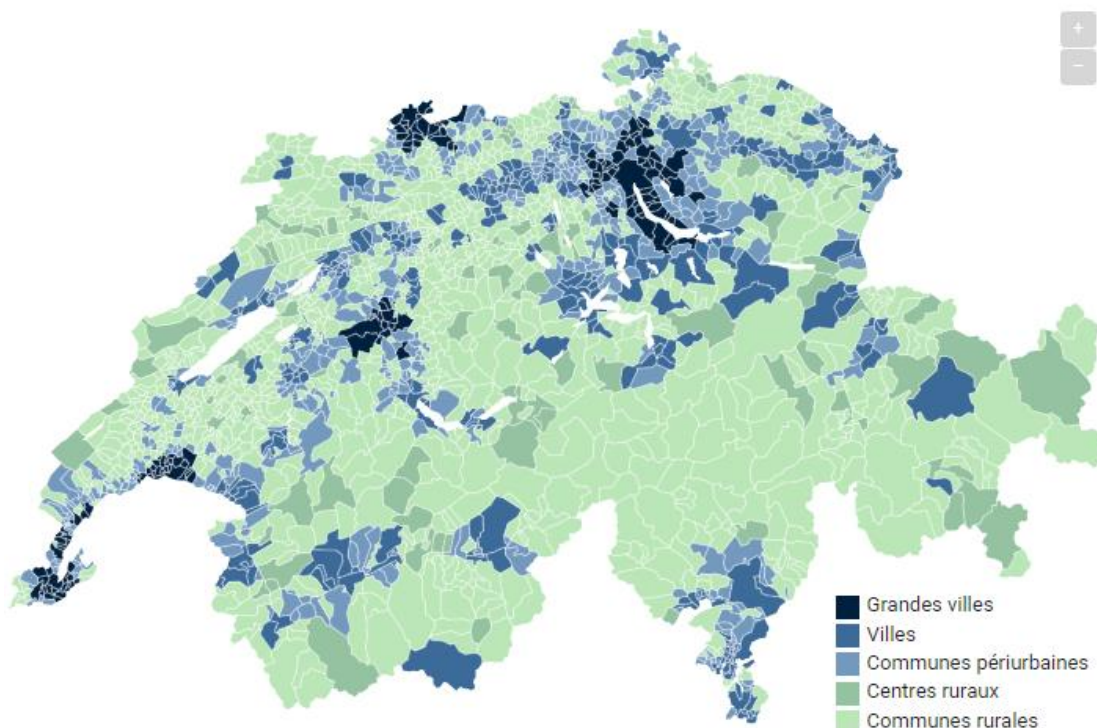 +
−
Grandes villes
Villes
Communes périurbaines
Centres ruraux
Communes rurales